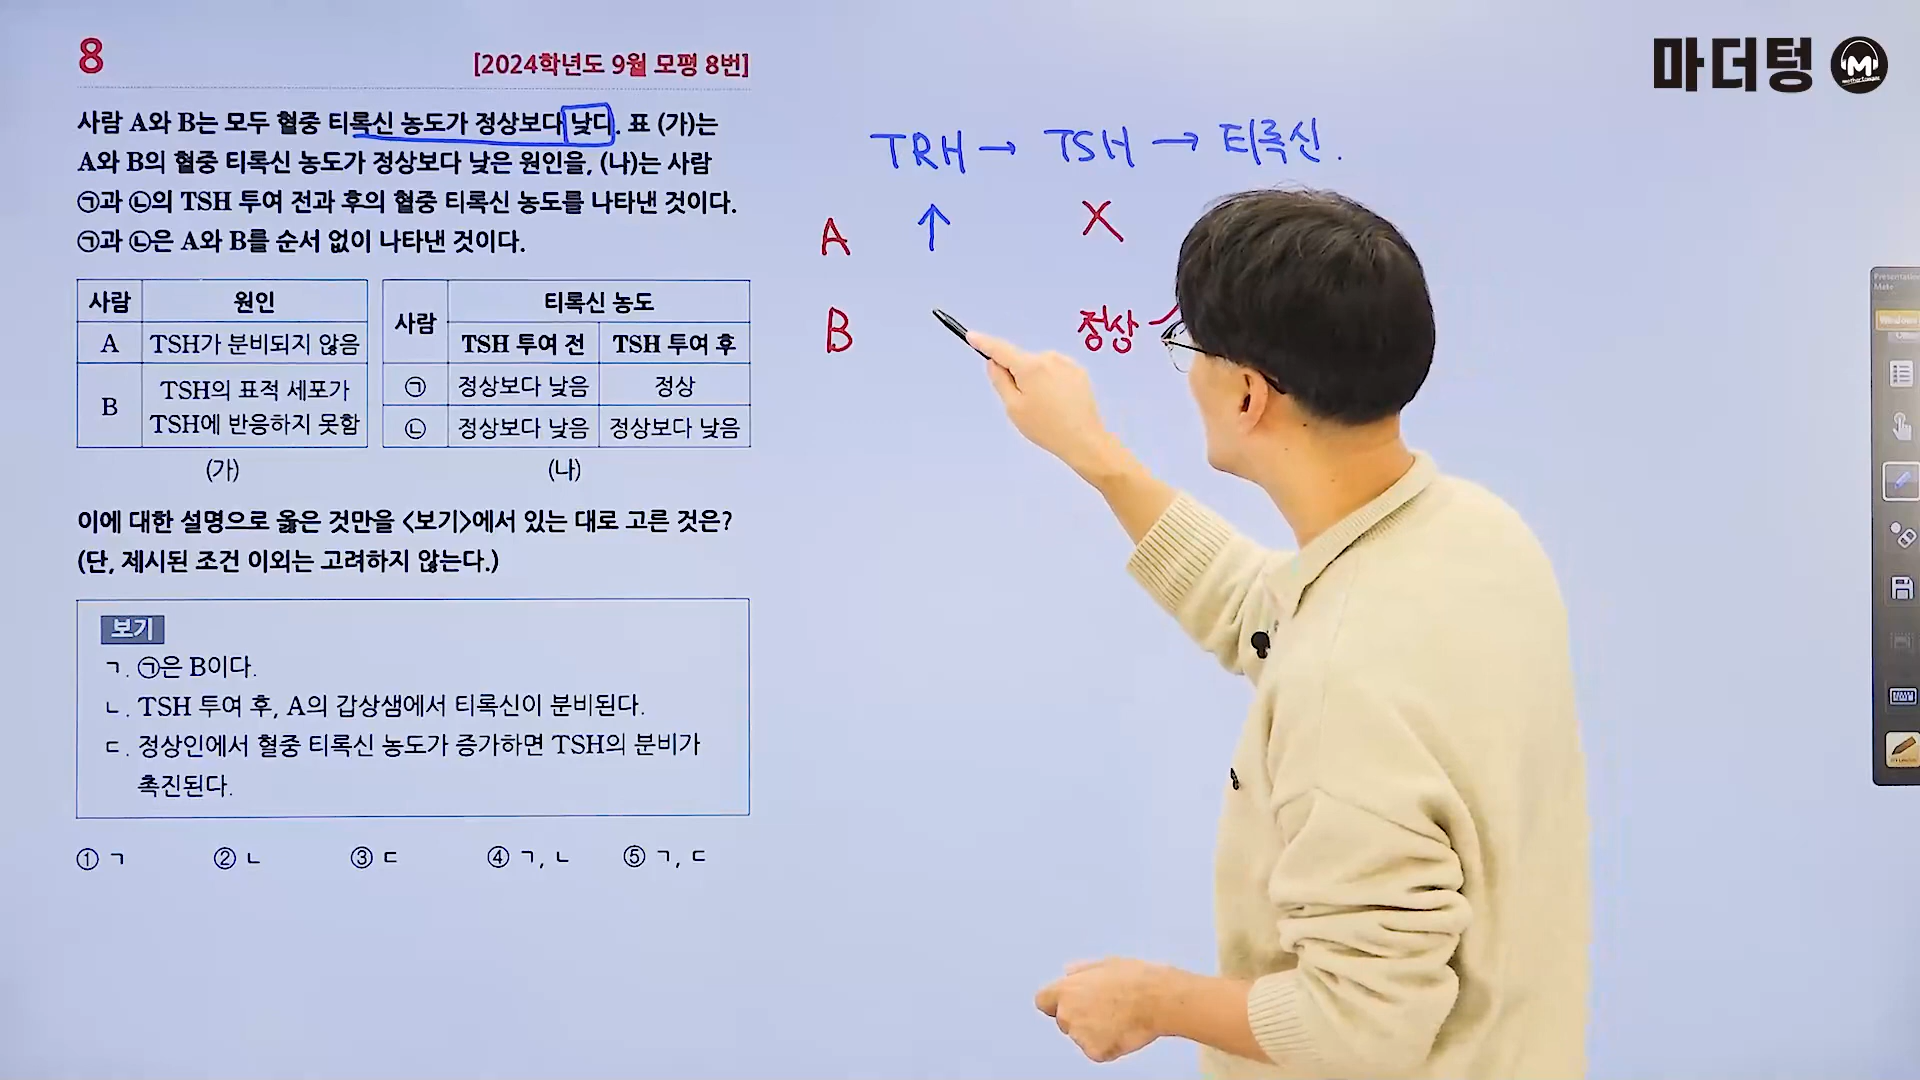 8
[2024학년도 9월 모평 8번]
마더텅
사람 A와 B는 모두 혈중 티록신 농도가 정상보다 낮다. 표 (가)는
A와 B의 혈중 티록신 농도가 정상보다 낮은 원인을, (나)는 사람
㉠과 ㉡의 TSH 투여 전과 후의 혈중 티록신 농도를 나타낸 것이다.
㉠과 ㉡은 A와 B를 순서 없이 나타낸 것이다.
사람 원인
A TSH가 분비되지 않음
B TSH의 표적 세포가
TSH에 반응하지 못함
(가)
사람 티록신 농도
TSH 투여 전 TSH 투여 후
㉠ 정상보다 낮음 정상
㉡ 정상보다 낮음 정상보다 낮음
(나)
이에 대한 설명으로 옳은 것만을 <보기>에서 있는 대로 고른 것은?
(단, 제시된 조건 이외는 고려하지 않는다.)
보기
ㄱ. ㉠은 B이다.
ㄴ. TSH 투여 후, A의 갑상샘에서 티록신이 분비된다.
ㄷ. 정상인에서 혈중 티록신 농도가 증가하면 TSH의 분비가
촉진된다.
① ㄱ ② ㄴ ③ ㄷ ④ ㄱ, ㄴ ⑤ ㄱ, ㄷ
TRH → TSH → 티록신.
A ↑ X
B 정상